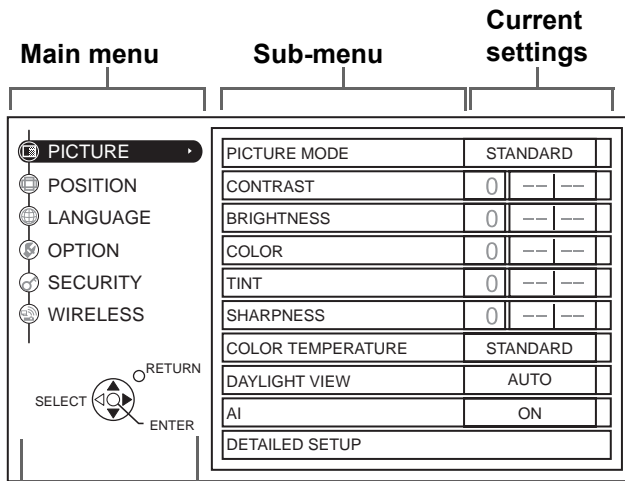 Main menu
Sub-menu
Current
settings
PICTURE
POSITION
LANGUAGE
OPTION
SECURITY
WIRELESS
RETURN
SELECT
ENTER
PICTURE MODE STANDARD
CONTRAST 0
BRIGHTNESS 0
COLOR 0
TINT 0
SHARPNESS 0
COLOR TEMPERATURE STANDARD
DAYLIGHT VIEW AUTO
AI ON
DETAILED SETUP